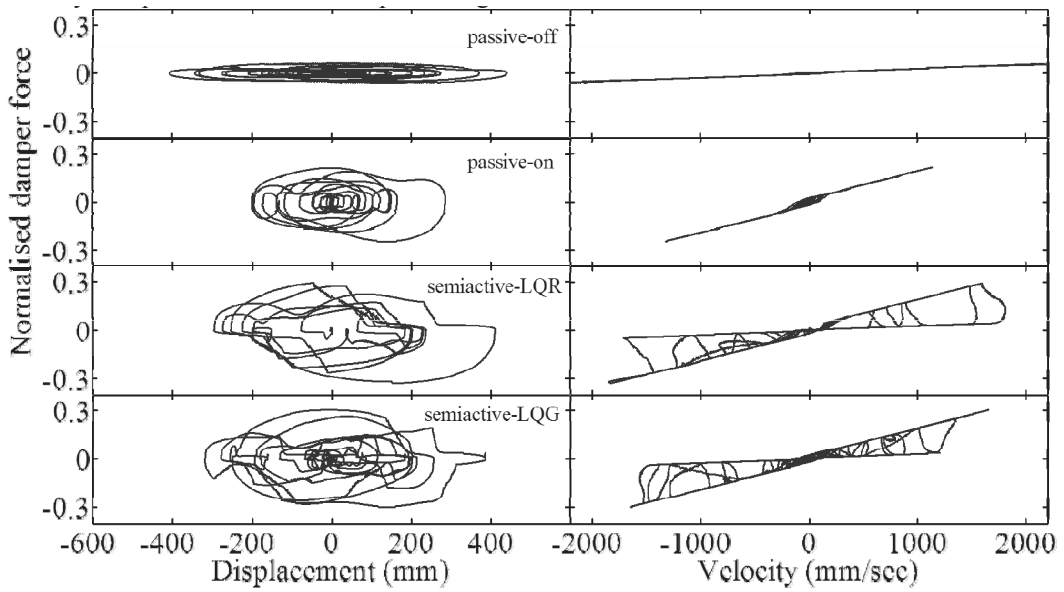 Normalised damper force
0.3
0
-0.3
passive-off
0.3
0
-0.3
passive-on
0.3
0
-0.3
semiactive-LQR
0.3
0
-0.3
semiactive-LQG
-600 -400 -200 0 200 400 600
-2000 -1000 0 1000 2000
Displacement (mm)
Velocity (mm/sec)